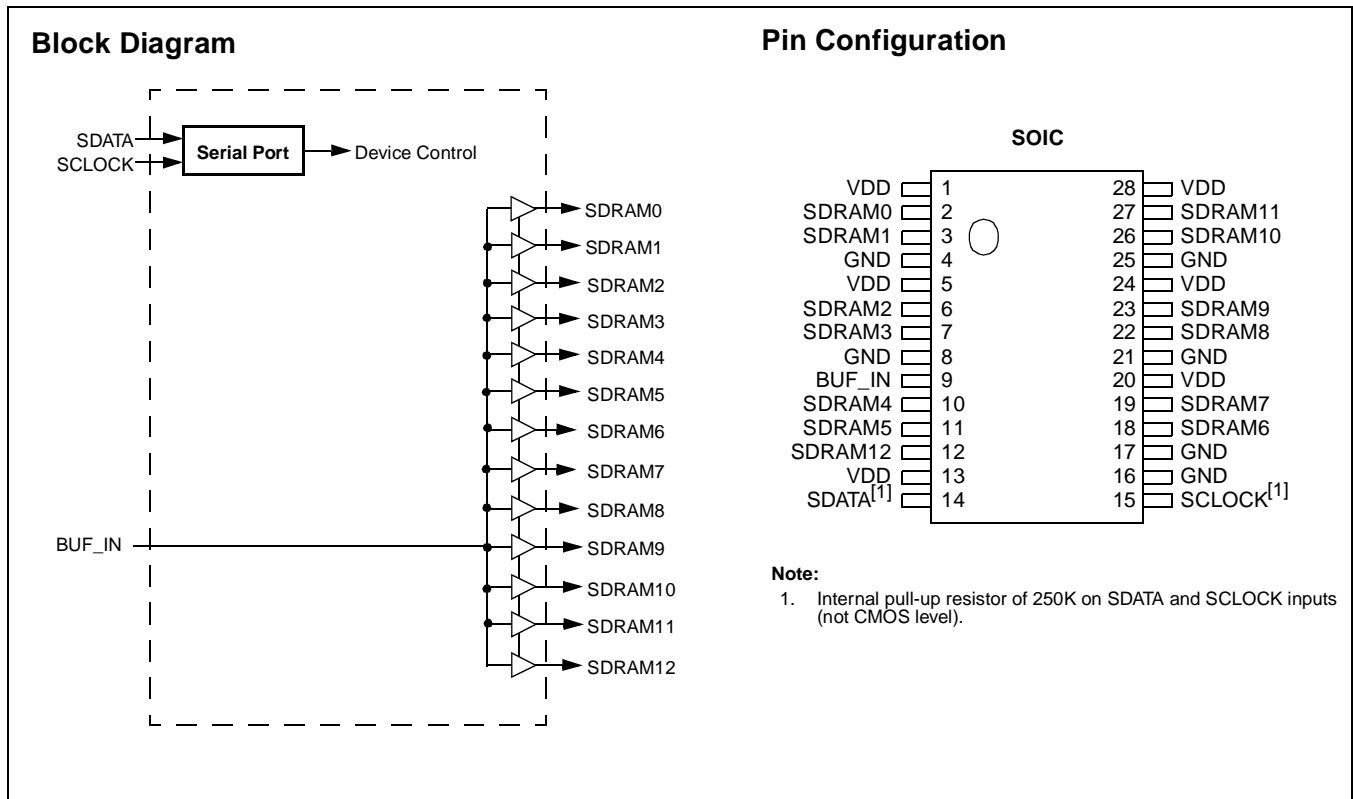 Block Diagram
SDATA
SCLOCK
Serial Port
Device Control
SDRAM0
SDRAM1
SDRAM2
SDRAM3
SDRAM4
SDRAM5
SDRAM6
SDRAM7
SDRAM8
SDRAM9
SDRAM10
SDRAM11
SDRAM12
BUF_IN
Pin Configuration
SOIC
VDD 1 28 VDD
SDRAM0 2 27 SDRAM11
SDRAM1 3 26 SDRAM10
GND 4 25 GND
VDD 5 24 VDD
SDRAM2 6 23 SDRAM9
SDRAM3 7 22 SDRAM8
GND 8 21 GND
BUF_IN 9 20 VDD
SDRAM4 10 19 SDRAM7
SDRAM5 11 18 SDRAM6
SDRAM12 12 17 GND
VDD 13 16 GND
SDATA[1] 14 15 SCLOCK[1]
Note:
1. Internal pull-up resistor of 250K on SDATA and SCLOCK inputs
(not CMOS level).